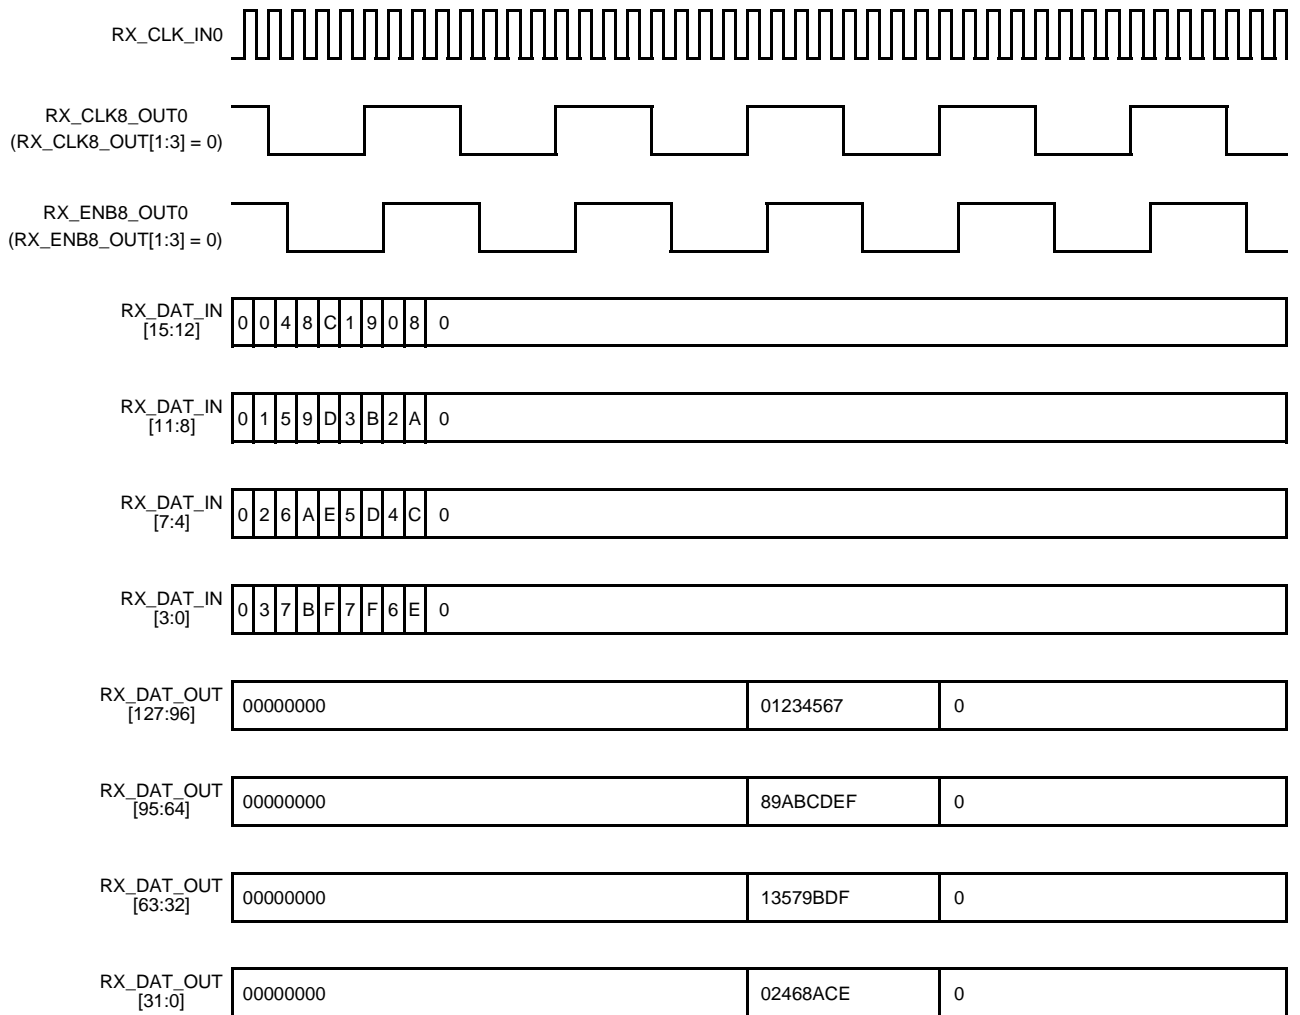 RX_CLK_IN0
RX_CLK8_OUT0
(RX_CLK8_OUT[1:3] = 0)
RX_ENB8_OUT0
(RX_ENB8_OUT[1:3] = 0)
RX_DAT_IN
[15:12]
0 0 4 8 C 1 9 0 8 0
RX_DAT_IN
[11:8]
0 1 5 9 D 3 B 2 A 0
RX_DAT_IN
[7:4]
0 2 6 A E 5 D 4 C 0
RX_DAT_IN
[3:0]
0 3 7 B F 7 F 6 E 0
RX_DAT_OUT
[127:96]
00000000 01234567 0
RX_DAT_OUT
[95:64]
00000000 89ABCDEF 0
RX_DAT_OUT
[63:32]
00000000 13579BDF 0
RX_DAT_OUT
[31:0]
00000000 02468ACE 0